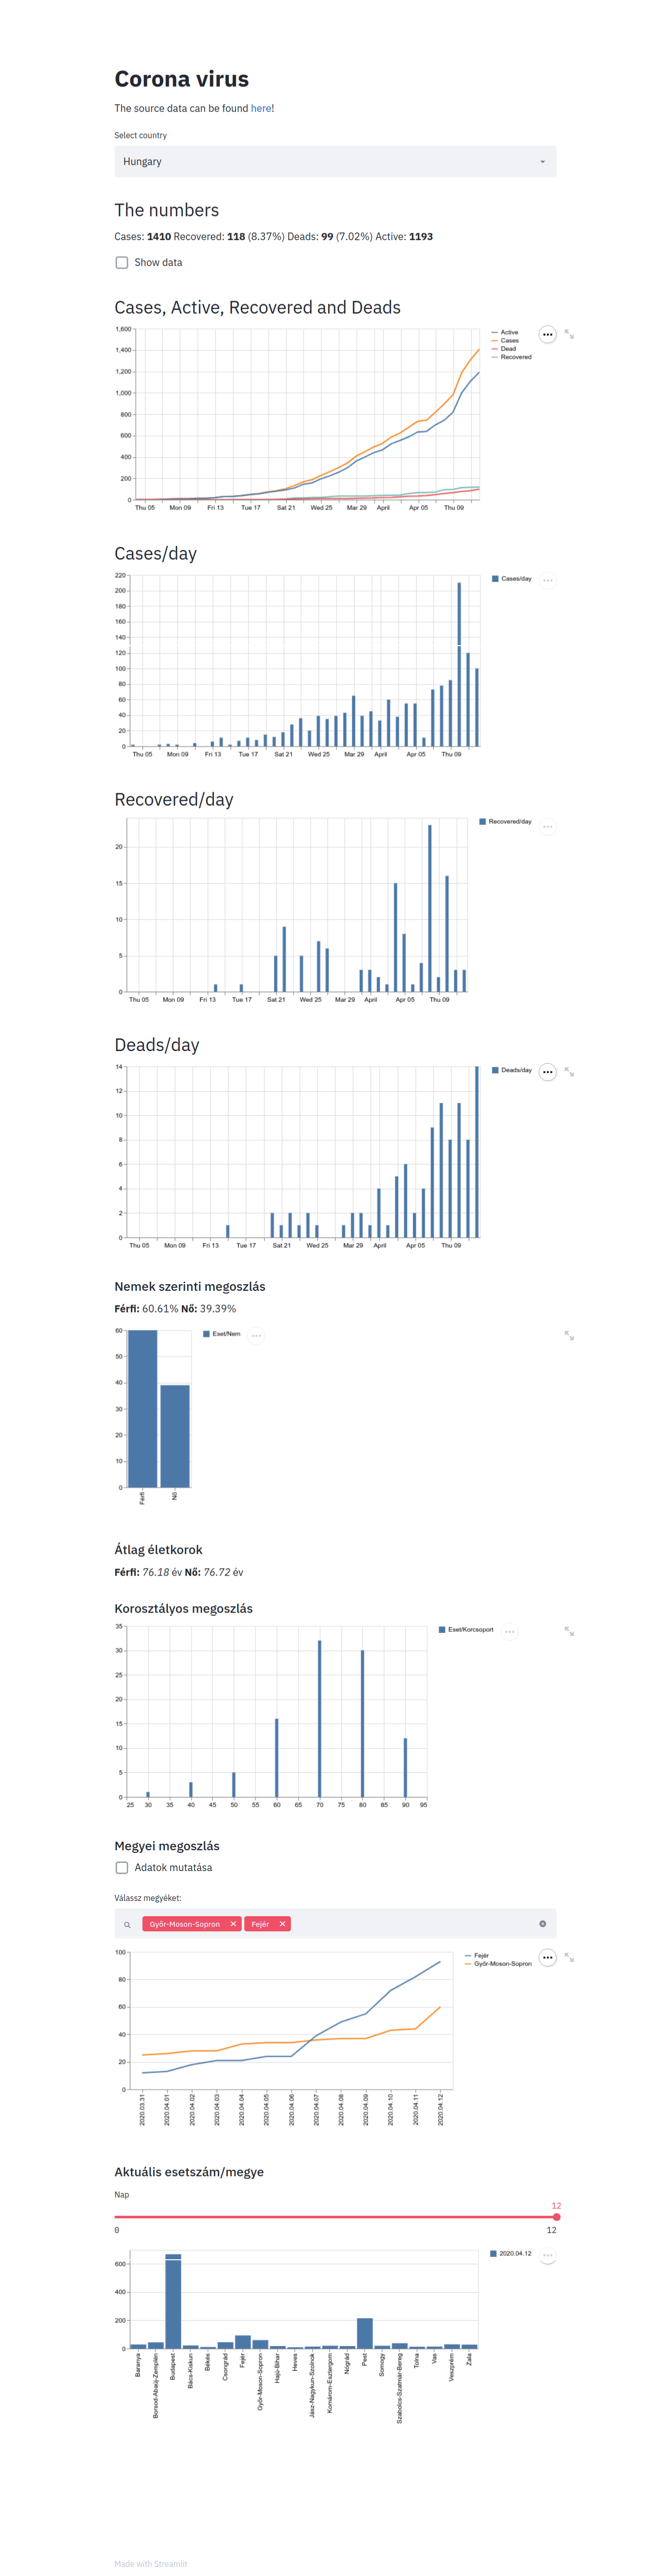 Corona virus
The source data can be found here!
Select country
Hungary
The numbers
Cases: 1410 Recovered: 118 (8.37%) Deads: 99 (7.02%) Active: 1193
Show data
Cases, Active, Recovered and Deads
1,600
1,400
1,200
1,000
800
600
400
200
0
Thu 05 Mon 09 Fri 13 Tue 17 Sat 21 Wed 25 Mar 29 April Apr 05 Thu 09
Active
Cases
Dead
Recovered
Cases/day
220
200
180
160
140
120
100
80
60
40
20
0
Thu 05 Mon 09 Fri 13 Tue 17 Sat 21 Wed 25 Mar 29 April Apr 05 Thu 09
Cases/day
Recovered/day
20
15
10
5
0
Thu 05 Mon 09 Fri 13 Tue 17 Sat 21 Wed 25 Mar 29 April Apr 05 Thu 09
Recovered/day
Deads/day
14
12
10
8
6
4
2
0
Thu 05 Mon 09 Fri 13 Tue 17 Sat 21 Wed 25 Mar 29 April Apr 05 Thu 09
Deads/day
Nemek szerinti megoszlás
Férfi: 60.61% Nő: 39.39%
60
50
40
30
20
10
0
Férfi
Nő
Eset/Nem
Átlag életkorok
Férfi: 76.18 év Nő: 76.72 év
Korosztályos megoszlás
35
30
25
20
15
10
5
0
25 30 35 40 45 50 55 60 65 70 75 80 85 90 95
Eset/Korcsoport
Megyei megoszlás
Adatok mutatása
Válassz megyéket:
Győr-Moson-Sopron Fejér
100
80
60
40
20
0
2020.03.31
2020.04.01
2020.04.02
2020.04.03
2020.04.04
2020.04.05
2020.04.06
2020.04.07
2020.04.08
2020.04.09
2020.04.10
2020.04.11
2020.04.12
Fejér
Győr-Moson-Sopron
Aktuális esetszám/megye
Nap
12
0 12
600
400
200
0
Baranya
Borsod-Abaúj-Zemplén
Budapest
Bács-Kiskun
Békés
Csongrád
Fejér
Győr-Moson-Sopron
Hajú-Bihar
Heves
Jász-Nagykun-Szolnok
Komárom-Esztergom
Nógrád
Pest
Somogy
Szabolcs-Szatmár-Bereg
Tolna
Vas
Veszprém
Zala
2020.04.12
Made with Streamlit